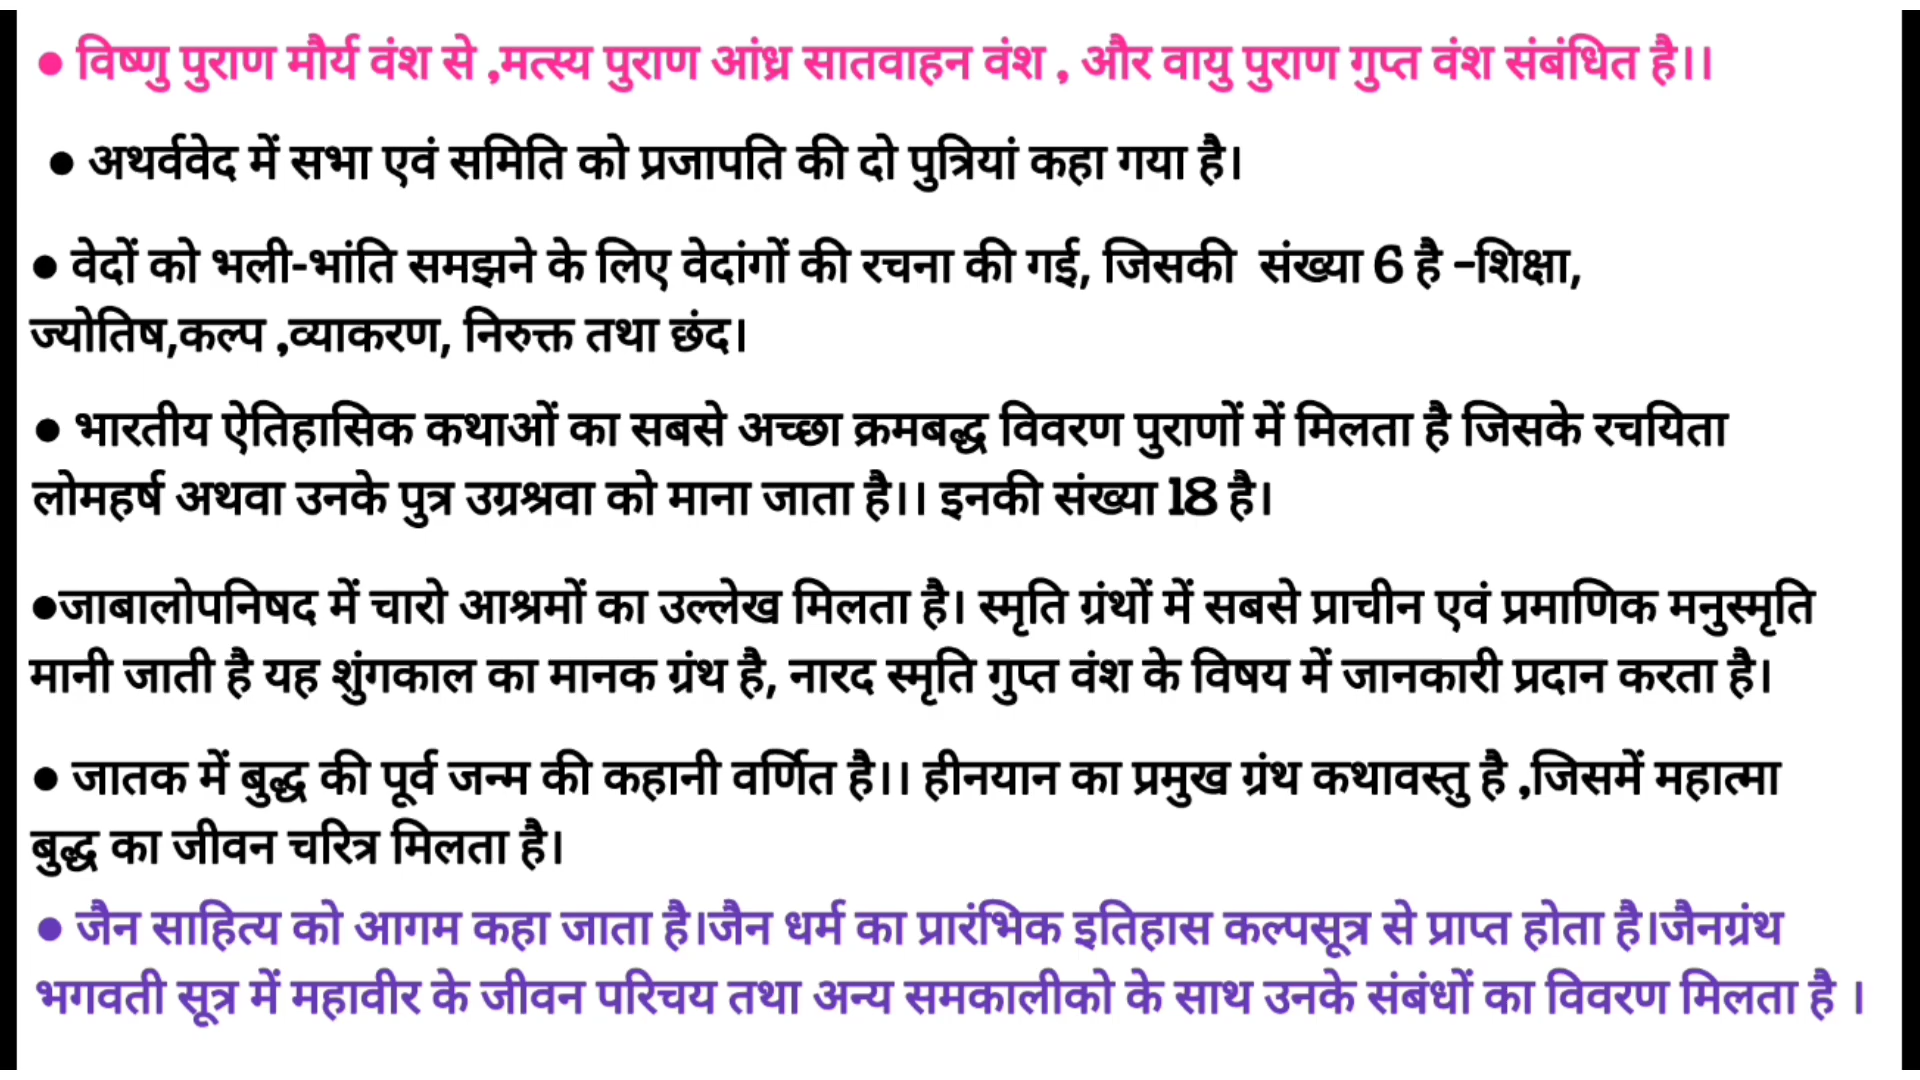 ● विष्णु पुराण मौर्य वंश से ,मत्स्य पुराण आंध्र सातवाहन वंश , और वायु पुराण गुप्त वंश संबंधित है।।
● अथर्ववेद में सभा एवं समिति को प्रजापति की दो पुत्रियां कहा गया है।
● वेदों को भली-भांति समझने के लिए वेदांगों की रचना की गई, जिसकी संख्या 6 है -शिक्षा,
ज्योतिष,कल्प ,व्याकरण, निरुक्त तथा छंद।
● भारतीय ऐतिहासिक कथाओं का सबसे अच्छा क्रमबद्ध विवरण पुराणों में मिलता है जिसके रचयिता
लोमहर्ष अथवा उनके पुत्र उग्रश्रवा को माना जाता है।। इनकी संख्या 18 है।
●जाबालोपनिषद में चारो आश्रमों का उल्लेख मिलता है। स्मृति ग्रंथों में सबसे प्राचीन एवं प्रमाणिक मनुस्मृति
मानी जाती है यह शुंगकाल का मानक ग्रंथ है, नारद स्मृति गुप्त वंश के विषय में जानकारी प्रदान करता है।
● जातक में बुद्ध की पूर्व जन्म की कहानी वर्णित है।। हीनयान का प्रमुख ग्रंथ कथावस्तु है ,जिसमें महात्मा
बुद्ध का जीवन चरित्र मिलता है।
● जैन साहित्य को आगम कहा जाता है।जैन धर्म का प्रारंभिक इतिहास कल्पसूत्र से प्राप्त होता है।जैनग्रंथ
भगवती सूत्र में महावीर के जीवन परिचय तथा अन्य समकालीको के साथ उनके संबंधों का विवरण मिलता है ।